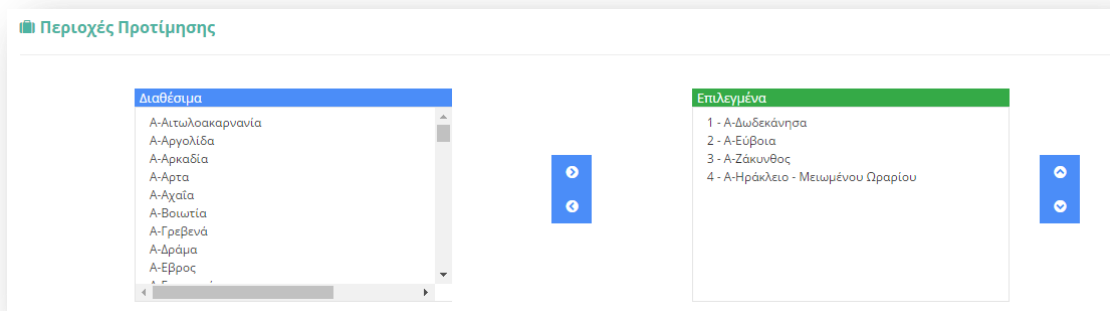 Περιοχές Προτίμησης
Διαθέσιμα
Α-Αιτωλοακαρνανία
Α-Αργολίδα
Α-Αρκαδία
Α-Αρτα
Α-Αχαΐα
Α-Βοιωτία
Α-Γρεβενά
Α-Δράμα
Α-Εβρος
Επιλεγμένα
1 - Α-Δωδεκάνησα
2 - Α-Εύβοια
3 - Α-Ζάκυνθος
4 - Α-Ηράκλειο - Μειωμένου Ωραρίου